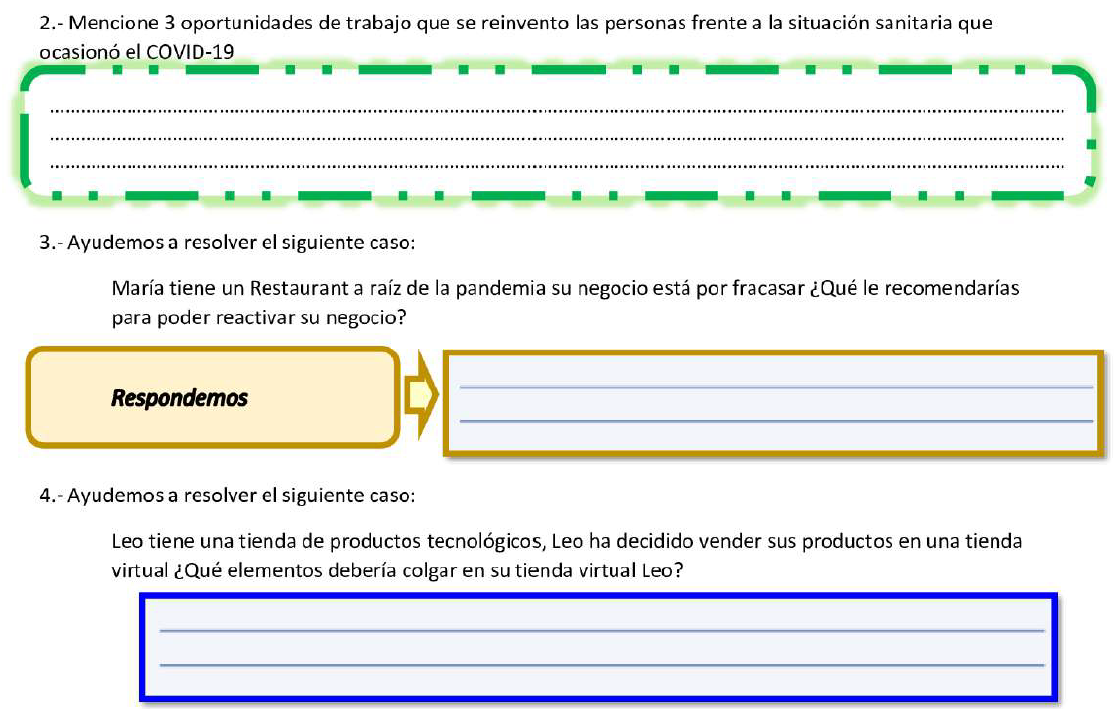 2.- Mencione 3 oportunidades de trabajo que se reinvento las personas frente a la situación sanitaria que
ocasionó el COVID-19
3.- Ayudemos a resolver el siguiente caso:
María tiene un Restaurant a raíz de la pandemia su negocio está por fracasar ¿Qué le recomendarías
para poder reactivar su negocio?
Respondemos
4.- Ayudemos a resolver el siguiente caso:
Leo tiene una tienda de productos tecnológicos, Leo ha decidido vender sus productos en una tienda
virtual ¿Qué elementos debería colgar en su tienda virtual Leo?